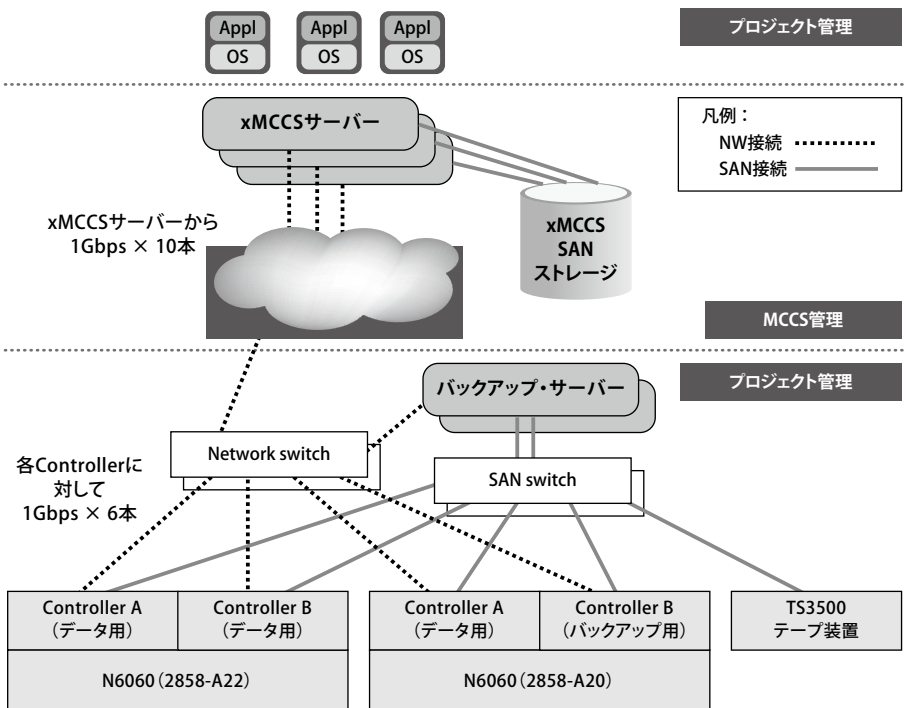 Appl
OS
Appl
OS
Appl
OS
プロジェクト管理
xMCCSサーバー
凡例：
NW接続
SAN接続
xMCCSサーバーから
1Gbps × 10本
xMCCS
SAN
ストレージ
MCCS管理
プロジェクト管理
バックアップ・サーバー
Network switch
SAN switch
各Controllerに
対して
1Gbps × 6本
Controller A
（データ用）
Controller B
（データ用）
N6060（2858-A22）
Controller A
（データ用）
Controller B
（バックアップ用）
N6060（2858-A20）
TS3500
テープ装置